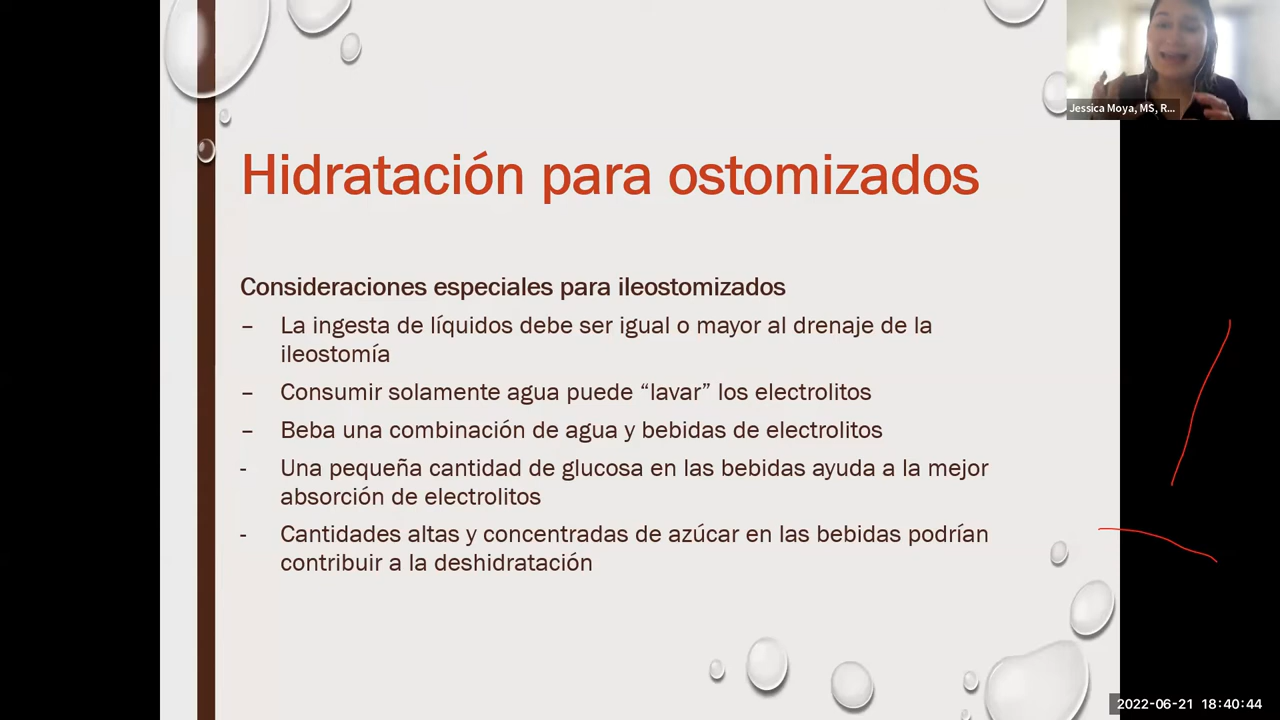 Jessica Moya, MS, R...
Hidratación para ostomizados
Consideraciones especiales para ileostomizados
– La ingesta de líquidos debe ser igual o mayor al drenaje de la
ileostomía
– Consumir solamente agua puede “lavar” los electrolitos
– Beba una combinación de agua y bebidas de electrolitos
- Una pequeña cantidad de glucosa en las bebidas ayuda a la mejor
absorción de electrolitos
- Cantidades altas y concentradas de azúcar en las bebidas podrían
contribuir a la deshidratación
2022-06-21 18:40:44